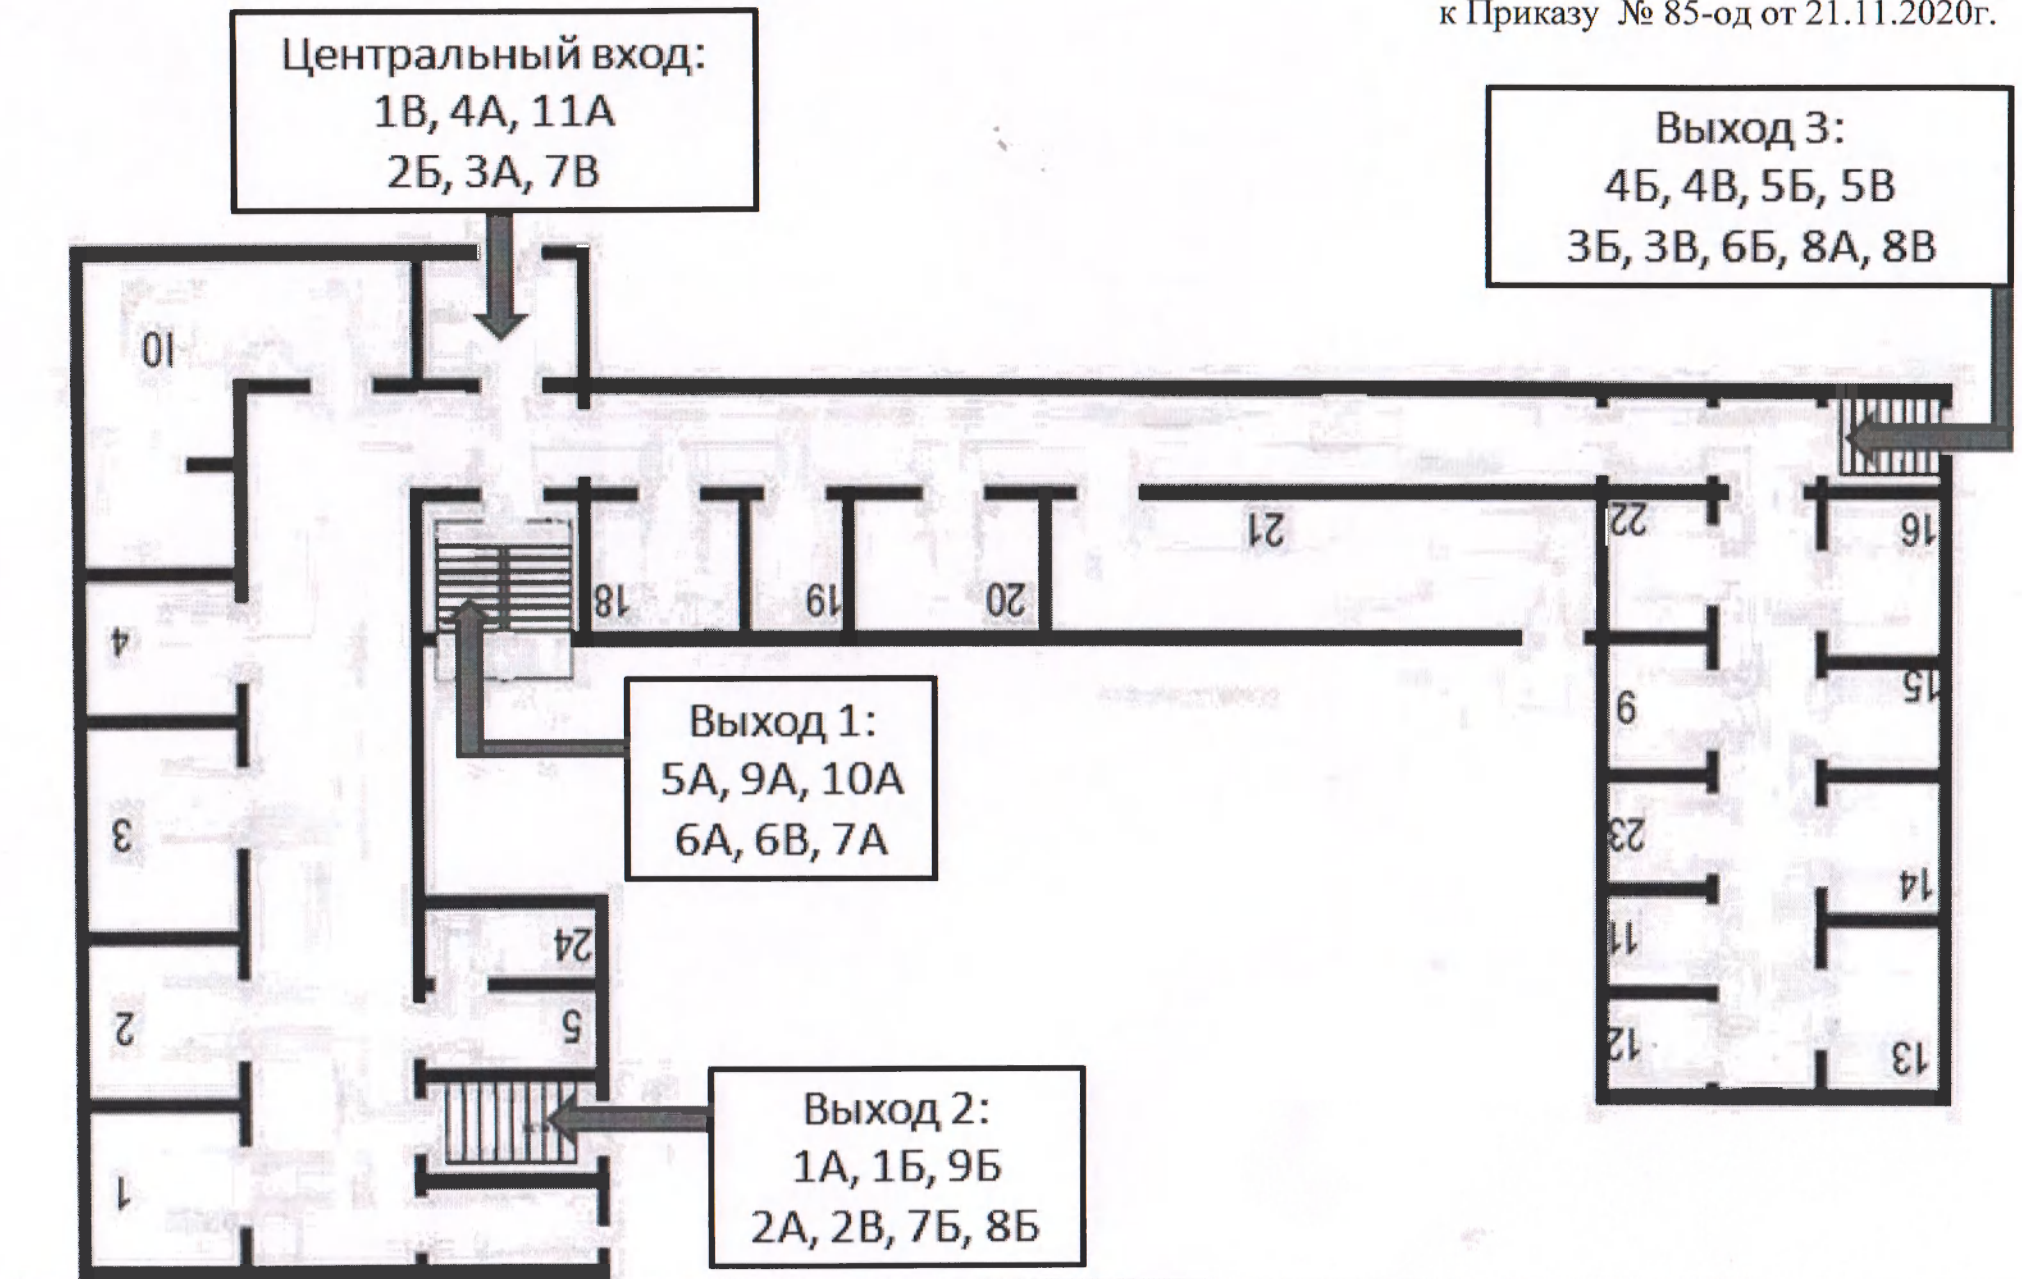 к Приказу № 85-од от 21.11.2020г.
Центральный вход:
1В, 4А, 11А
2Б, 3А, 7В
Выход 3:
4Б, 4В, 5Б, 5В
3Б, 3В, 6Б, 8А, 8В
10
21
22
16
18
19
20
4
15
9
Выход 1:
5А, 9А, 10А
6А, 6В, 7А
3
23
14
24
11
2
5
12
13
Выход 2:
1А, 1Б, 9Б
2А, 2В, 7Б, 8Б
1